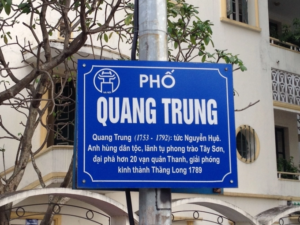 PHỐ
QUANG TRUNG
Quang Trung (1753 - 1792): tức Nguyễn Huệ.
Anh hùng dân tộc, lãnh tụ phong trào Tây Sơn,
đại phá hơn 20 vạn quân Thanh, giải phóng
kinh thành Thăng Long 1789